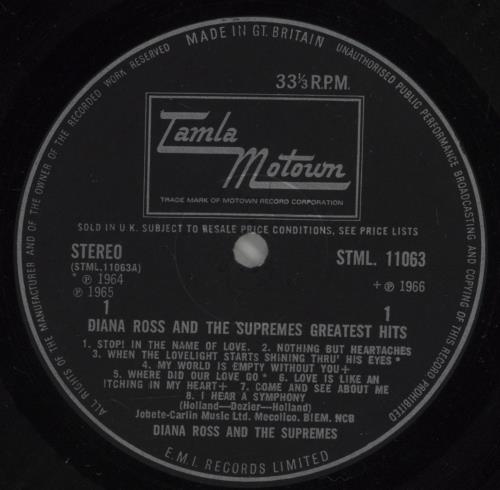 MADE IN GT. BRITAIN
UNAUTHORISED PUBLIC PERFORMANCE BROADCASTING AND COPYING OF THIS RECORD PROHIBITED
ALL RIGHTS OF THE MANUFACTURER AND OF THE OWNER OF THE RECORDED WORK RESERVED
33⅓ R.P.M.
Tamla
Motown
TRADE MARK OF MOTOWN RECORD CORPORATION
SOLD IN U.K. SUBJECT TO RESALE PRICE CONDITIONS, SEE PRICE LISTS
STEREO STML. 11063
(STML.11063A)
* ℗ 1964 + ℗ 1966
℗ 1965
1 1
DIANA ROSS AND THE SUPREMES GREATEST HITS
1. STOP! IN THE NAME OF LOVE. 2. NOTHING BUT HEARTACHES
3. WHEN THE LOVELIGHT STARTS SHINING THRU' HIS EYES*
4. MY WORLD IS EMPTY WITHOUT YOU+
5. WHERE DID OUR LOVE GO* 6. LOVE IS LIKE AN
ITCHING IN MY HEART+ 7. COME AND SEE ABOUT ME
8. I HEAR A SYMPHONY
(Holland—Dozier—Holland)
Jobete-Carlin Music Ltd. Mecolico. BIEM. NCB
DIANA ROSS AND THE SUPREMES
E.M.I. RECORDS LIMITED